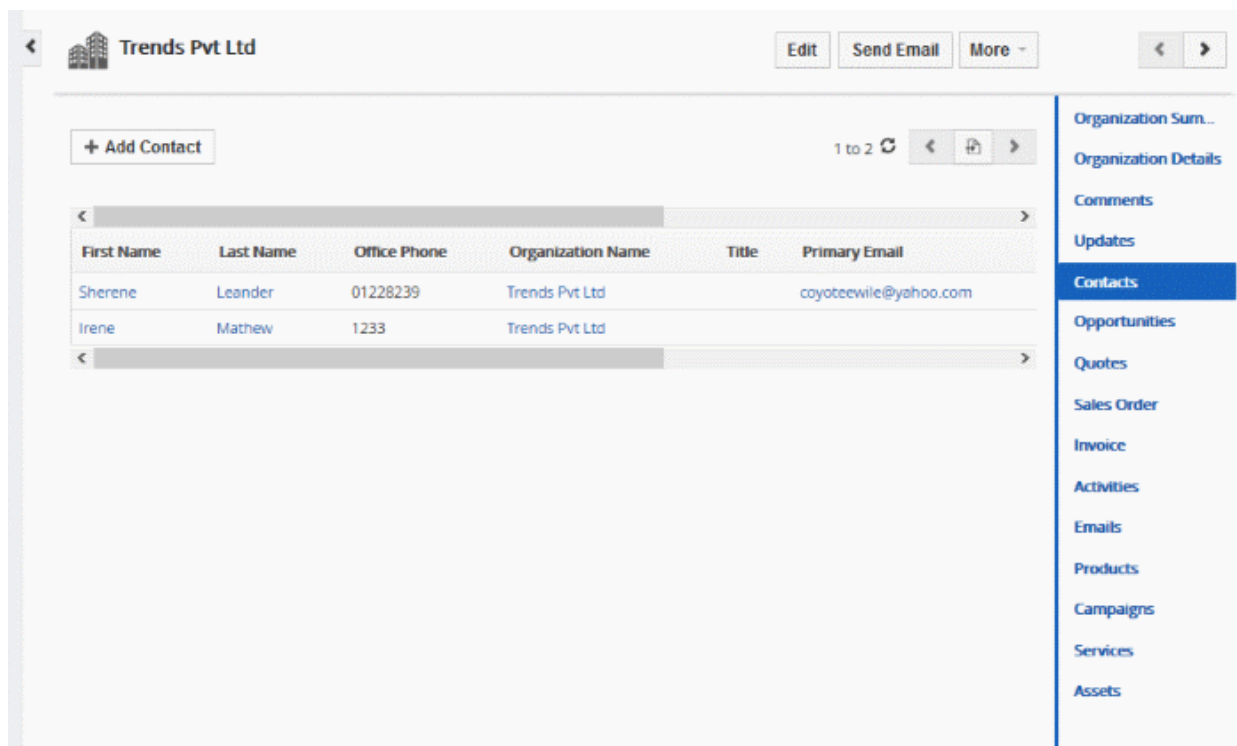 Trends Pvt Ltd
Edit Send Email More
+ Add Contact
1 to 2
First Name Last Name Office Phone Organization Name Title Primary Email
Sherene Leander 01228239 Trends Pvt Ltd coyoteewile@yahoo.com
Irene Mathew 1233 Trends Pvt Ltd
Organization Sum...
Organization Details
Comments
Updates
Contacts
Opportunities
Quotes
Sales Order
Invoice
Activities
Emails
Products
Campaigns
Services
Assets